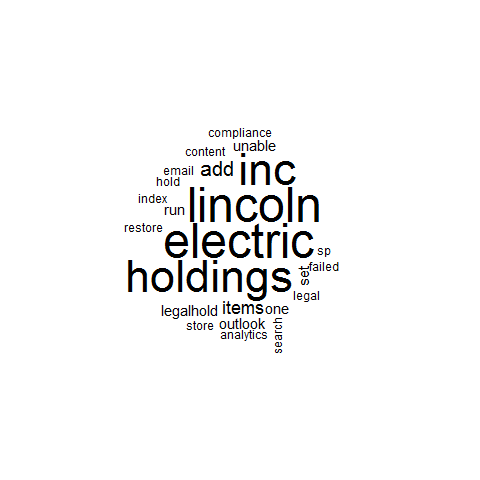 compliance
content unable
email add inc
hold
index run lincoln
restore electric sp
holdings set failed
legal
legalhold items one
store outlook
analytics search